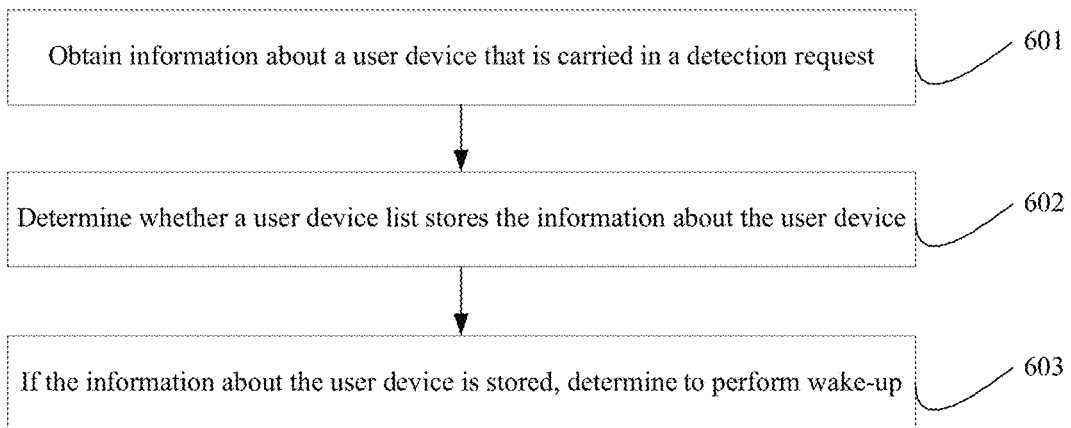 Obtain information about a user device that is carried in a detection request
601
Determine whether a user device list stores the information about the user device
602
If the information about the user device is stored, determine to perform wake-up
603